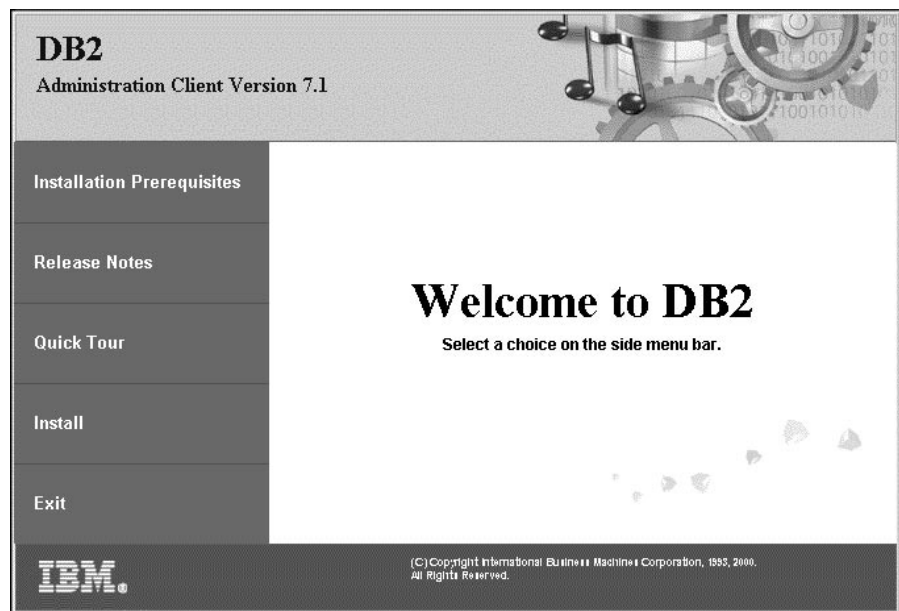 DB2
Administration Client Version 7.1
Installation Prerequisites
Release Notes
Quick Tour
Install
Exit
Welcome to DB2
Select a choice on the side menu bar.
IBM®
(C) Copyright International Business Machines Corporation, 1993, 2000.
All Rights Reserved.